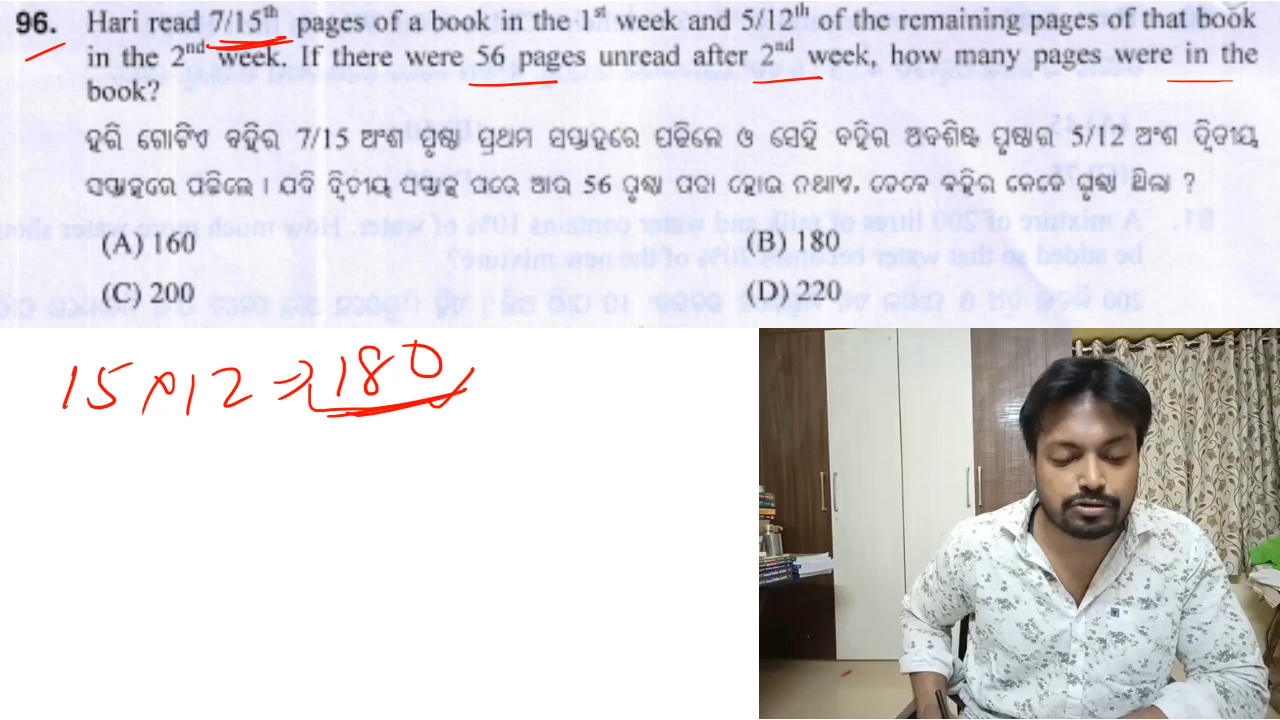 96. Hari read 7/15th pages of a book in the 1st week and 5/12th of the remaining pages of that book
in the 2nd week. If there were 56 pages unread after 2nd week, how many pages were in the
book?
ହରି ଗୋଟିଏ ବହିର 7/15 ଅଂଶ ପୃଷ୍ଠା ପ୍ରଥମ ସପ୍ତାହରେ ପଢିଲେ ଓ ସେହି ବହିର ଅବଶିଷ୍ଟ ପୃଷ୍ଠାର 5/12 ଅଂଶ ଦ୍ୱିତୀୟ
ସପ୍ତାହରେ ପଢିଲେ । ଯଦି ଦ୍ୱିତୀୟ ସପ୍ତାହ ପରେ ଆଉ 56 ପୃଷ୍ଠା ପଢା ହୋଇ ନଥାଏ, ତେବେ ବହିର କେତେ ପୃଷ୍ଠା ଥିଲା ?
(A) 160 (B) 180
(C) 200 (D) 220
15 × 12 ⇒ 180